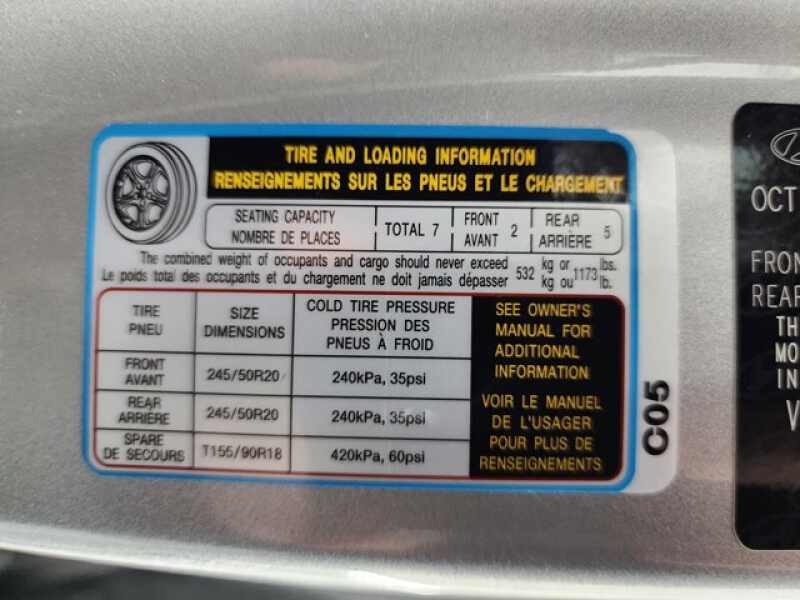 TIRE AND LOADING INFORMATION
RENSEIGNEMENTS SUR LES PNEUS ET LE CHARGEMENT
SEATING CAPACITY
NOMBRE DE PLACES
TOTAL 7
FRONT
AVANT
2
REAR
ARRIÈRE
5
The combined weight of occupants and cargo should never exceed
Le poids total des occupants et du chargement ne doit jamais dépasser
532
kg or
kg ou
1173
lbs.
lb.
TIRE
PNEU
SIZE
DIMENSIONS
COLD TIRE PRESSURE
PRESSION DES
PNEUS À FROID
FRONT
AVANT
245/50R20
240kPa, 35psi
REAR
ARRIÈRE
245/50R20
240kPa, 35psi
SPARE
DE SECOURS
T155/90R18
420kPa, 60psi
SEE OWNER'S
MANUAL FOR
ADDITIONAL
INFORMATION
VOIR LE MANUEL
DE L'USAGER
POUR PLUS DE
RENSEIGNEMENTS
C05
OCT
FRON
REAR
TH
MO
IN
V